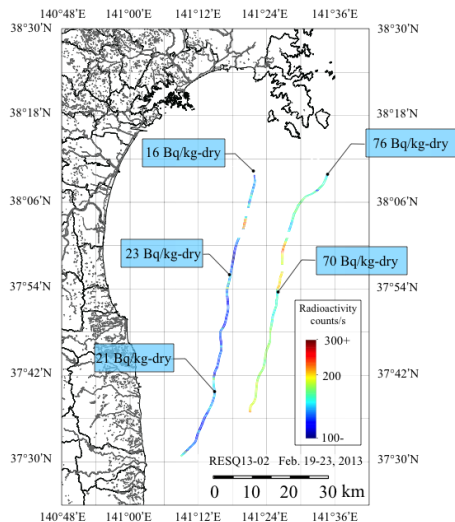 140°48'E 141°00' 141°12' 141°24' 141°36'
38°30'N 38°30'N
38°18' 38°18'
16 Bq/kg-dry 76 Bq/kg-dry
38°06' 38°06'
23 Bq/kg-dry 70 Bq/kg-dry
37°54' 37°54'
Radioactivity
counts/s
300+
200
100-
21 Bq/kg-dry
37°42' 37°42'
37°30'N 37°30'N
RESQ13-02 Feb. 19-23, 2013
0 5 10 20 30 km
140°48'E 141°00' 141°12' 141°24' 141°36'